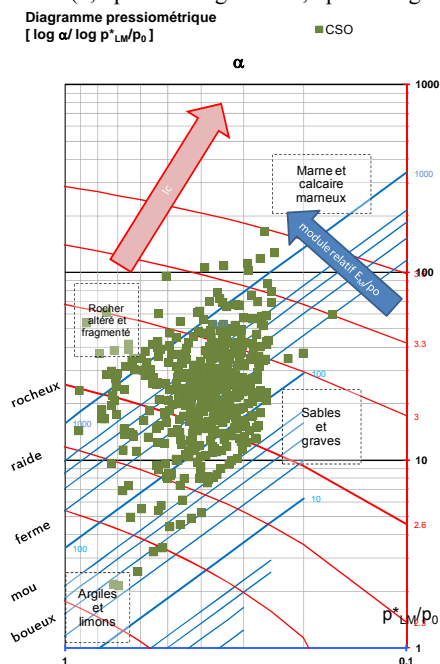 Diagramme pressiométrique
[ log α/ log p*LM/p0 ]
CSO
α
1000
Marne et
calcaire
marneux
1000
Ic
module relatif EM/po
100
Rocher
altéré et
fragmenté
3.3
rocheux
100
1000
Sables
et
graves
3
raide
10
10
ferme
2.6
100
mou
Argiles
et
limons
p*LM/p0
boueux
1
1
0.1